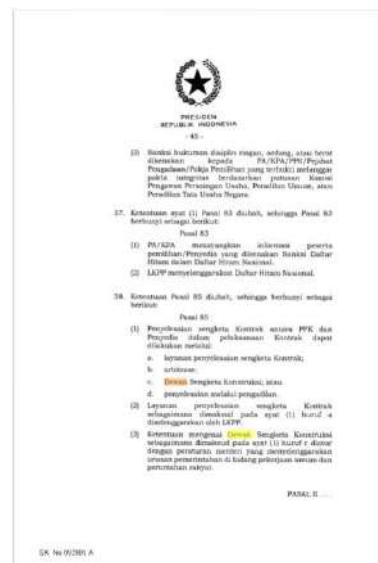 PRESIDEN
REPUBLIK INDONESIA
- 45 -
(3) Sanksi hukuman disiplin ringan, sedang, atau berat
dikenakan kepada PA/KPA/PPK/Pejabat
Pengadaan/Pokja Pemilihan yang terbukti melanggar
pakta integritas berdasarkan putusan Komisi
Pengawas Persaingan Usaha, Peradilan Umum, atau
Peradilan Tata Usaha Negara.
37. Ketentuan ayat (1) Pasal 83 diubah, sehingga Pasal 83
berbunyi sebagai berikut:
Pasal 83
(1) PA/KPA menayangkan informasi peserta
pemilihan/Penyedia yang dikenakan Sanksi Daftar
Hitam dalam Daftar Hitam Nasional.
(2) LKPP menyelenggarakan Daftar Hitam Nasional.
38. Ketentuan Pasal 85 diubah, sehingga berbunyi sebagai
berikut:
Pasal 85
(1) Penyelesaian sengketa Kontrak antara PPK dan
Penyedia dalam pelaksanaan Kontrak dapat
dilakukan melalui:
a. layanan penyelesaian sengketa Kontrak;
b. arbitrase;
c. Dewan Sengketa Konstruksi; atau
d. penyelesaian melalui pengadilan.
(2) Layanan penyelesaian sengketa Kontrak
sebagaimana dimaksud pada ayat (1) huruf a
diselenggarakan oleh LKPP.
(3) Ketentuan mengenai Dewan Sengketa Konstruksi
sebagaimana dimaksud pada ayat (1) huruf c diatur
dengan peraturan menteri yang menyelenggarakan
urusan pemerintahan di bidang pekerjaan umum dan
perumahan rakyat.
PASAL II . . .
SK No A